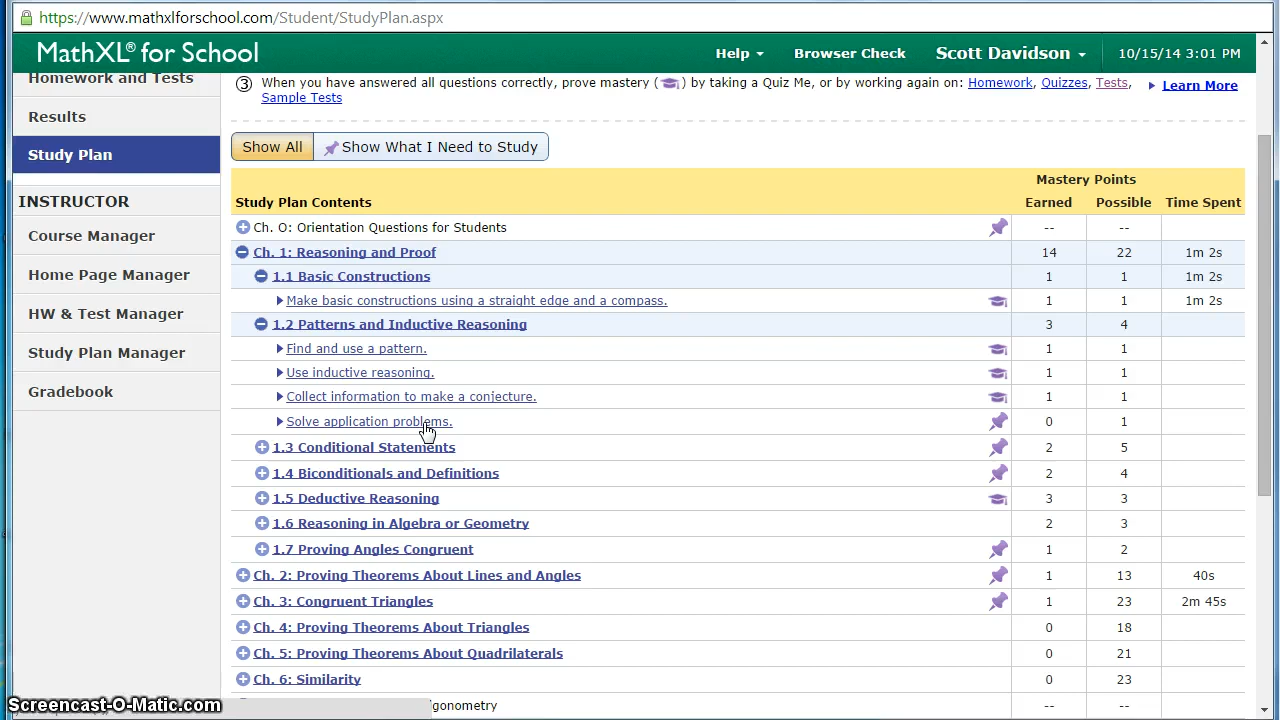 https://www.mathxlforschool.com/Student/StudyPlan.aspx
MathXL® for School
Help
Browser Check
Scott Davidson
10/15/14 3:01 PM
Homework and Tests
Results
Study Plan
INSTRUCTOR
Course Manager
Home Page Manager
HW & Test Manager
Study Plan Manager
Gradebook
3 When you have answered all questions correctly, prove mastery ( ) by taking a Quiz Me, or by working again on: Homework, Quizzes, Tests,
Sample Tests
Learn More
Show All Show What I Need to Study
Mastery Points
Study Plan Contents Earned Possible Time Spent
Ch. O: Orientation Questions for Students -- --
Ch. 1: Reasoning and Proof 14 22 1m 2s
1.1 Basic Constructions 1 1 1m 2s
Make basic constructions using a straight edge and a compass. 1 1 1m 2s
1.2 Patterns and Inductive Reasoning 3 4
Find and use a pattern. 1 1
Use inductive reasoning. 1 1
Collect information to make a conjecture. 1 1
Solve application problems. 0 1
1.3 Conditional Statements 2 5
1.4 Biconditionals and Definitions 2 4
1.5 Deductive Reasoning 3 3
1.6 Reasoning in Algebra or Geometry 2 3
1.7 Proving Angles Congruent 1 2
Ch. 2: Proving Theorems About Lines and Angles 1 13 40s
Ch. 3: Congruent Triangles 1 23 2m 45s
Ch. 4: Proving Theorems About Triangles 0 18
Ch. 5: Proving Theorems About Quadrilaterals 0 21
Ch. 6: Similarity 0 23
igonometry -- --
Screencast-O-Matic.com